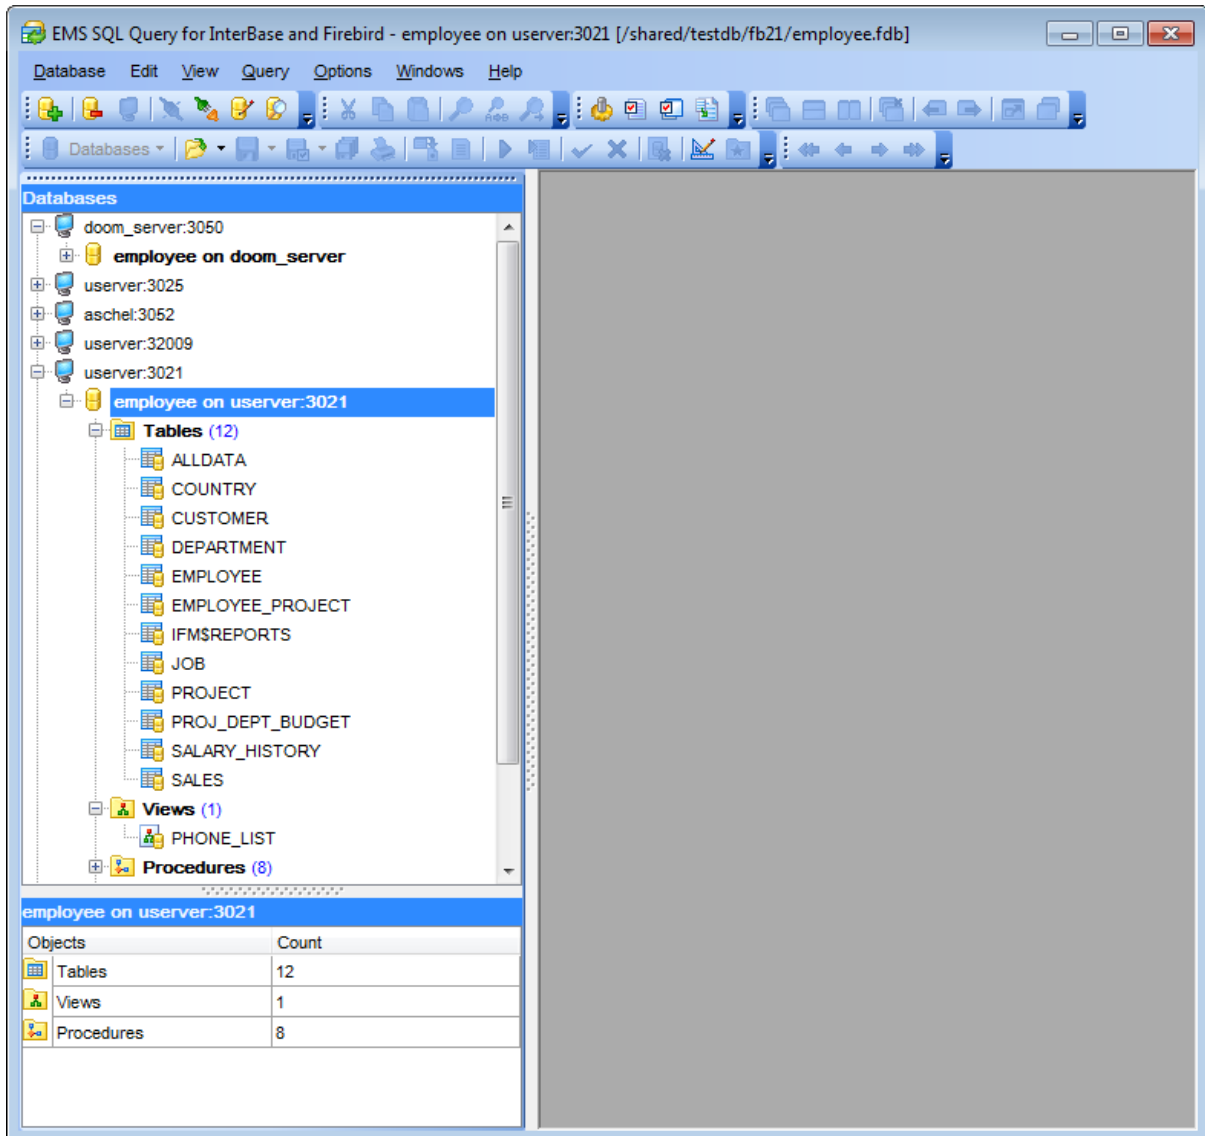 EMS SQL Query for InterBase and Firebird - employee on userver:3021 [/shared/testdb/fb21/employee.fdb]
Database Edit View Query Options Windows Help
Databases
Databases
doom_server:3050
employee on doom_server
userver:3025
aschel:3052
userver:32009
userver:3021
employee on userver:3021
Tables (12)
ALLDATA
COUNTRY
CUSTOMER
DEPARTMENT
EMPLOYEE
EMPLOYEE_PROJECT
IFM$REPORTS
JOB
PROJECT
PROJ_DEPT_BUDGET
SALARY_HISTORY
SALES
Views (1)
PHONE_LIST
Procedures (8)
employee on userver:3021
Objects Count
Tables 12
Views 1
Procedures 8